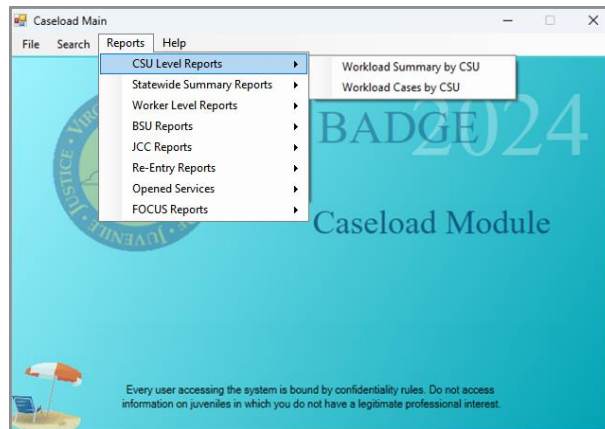 Caseload Main
File Search Reports Help
CSU Level Reports
Statewide Summary Reports
Worker Level Reports
BSU Reports
JCC Reports
Re-Entry Reports
Opened Services
FOCUS Reports
Workload Summary by CSU
Workload Cases by CSU
BADGE 2024
Caseload Module
JUSTICE
JUVENILE
Every user accessing the system is bound by confidentiality rules. Do not access
information on juveniles in which you do not have a legitimate professional interest.